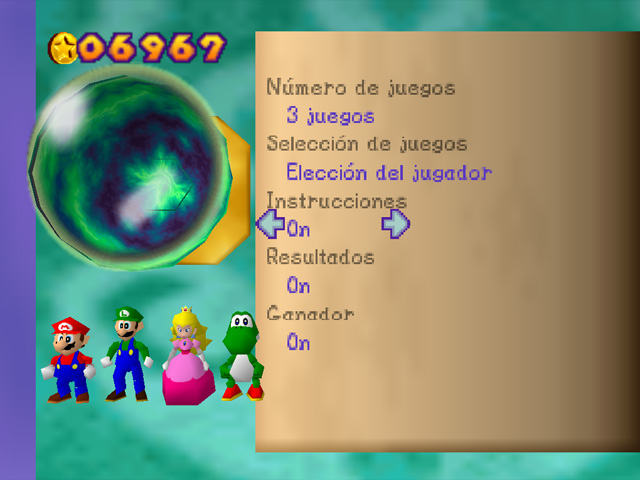 06967
Número de juegos
3 juegos
Selección de juegos
Elección del jugador
Instrucciones
On
Resultados
On
Ganador
On